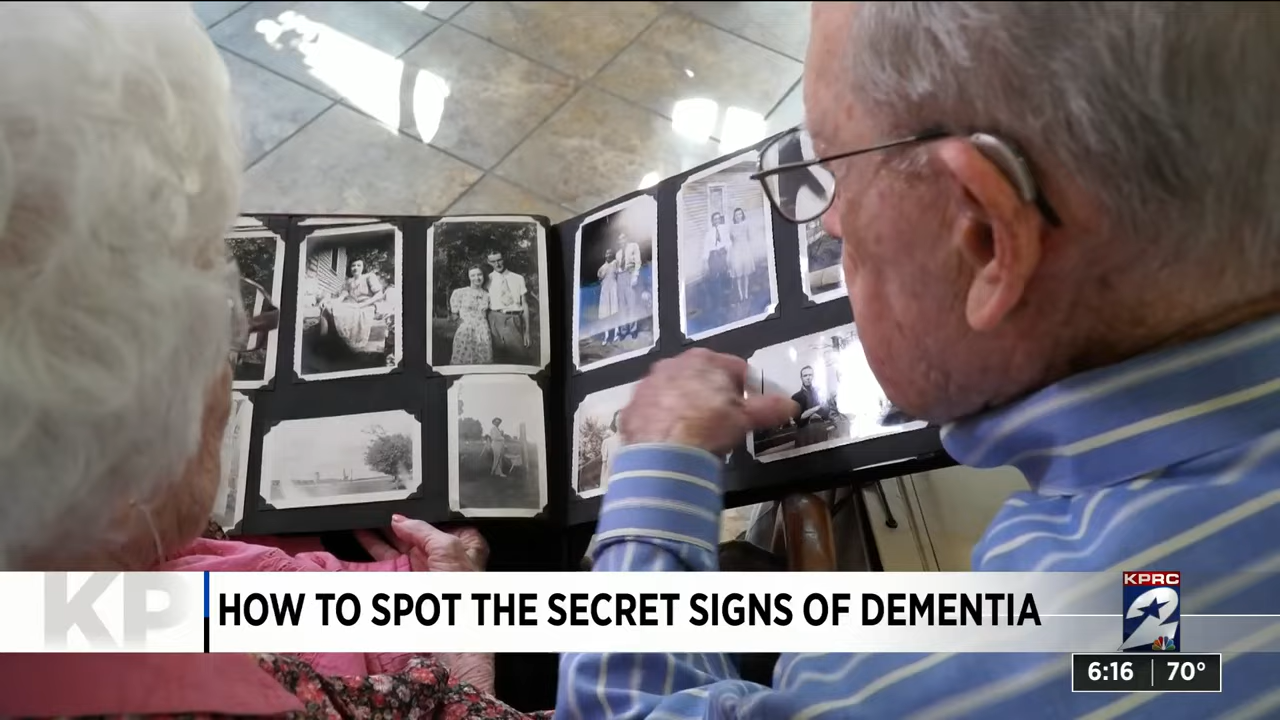 KP
HOW TO SPOT THE SECRET SIGNS OF DEMENTIA
KPRC
2
6:16
70°